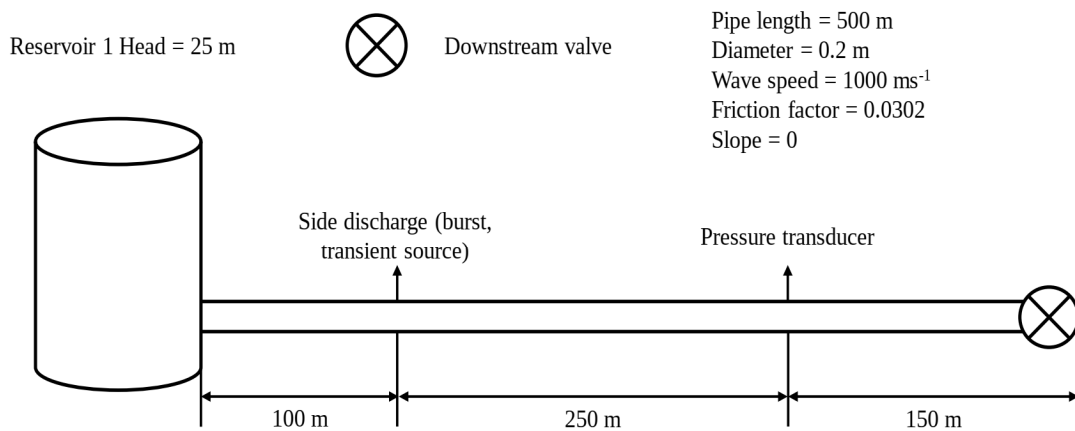 Reservoir 1 Head = 25 m
Downstream valve
Pipe length = 500 m
Diameter = 0.2 m
Wave speed = 1000 ms-1
Friction factor = 0.0302
Slope = 0
Side discharge (burst,
transient source)
Pressure transducer
100 m
250 m
150 m